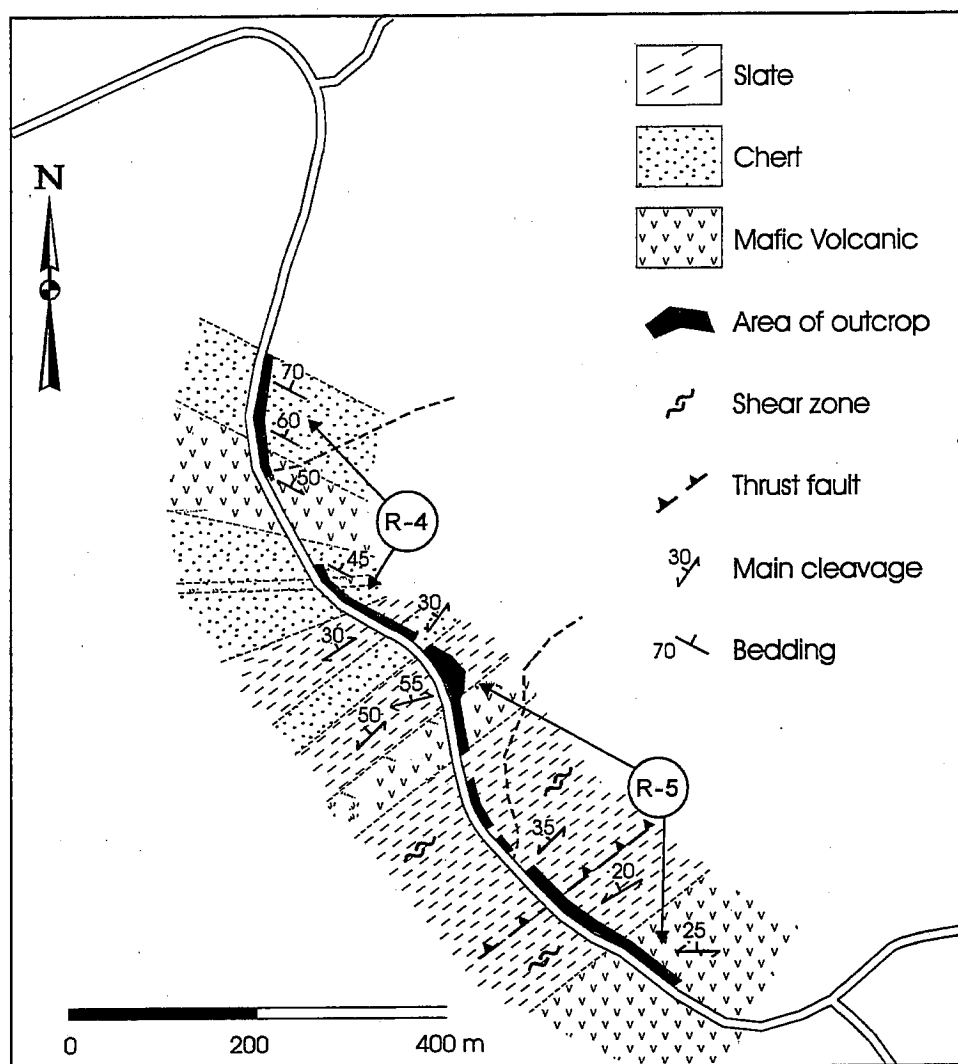 Slate
Chert
Mafic Volcanic
Area of outcrop
Shear zone
Thrust fault
30
Main cleavage
70
Bedding
N
70
60
50
R-4
45
30
30
55
50
R-5
35
20
25
0
200
400 m